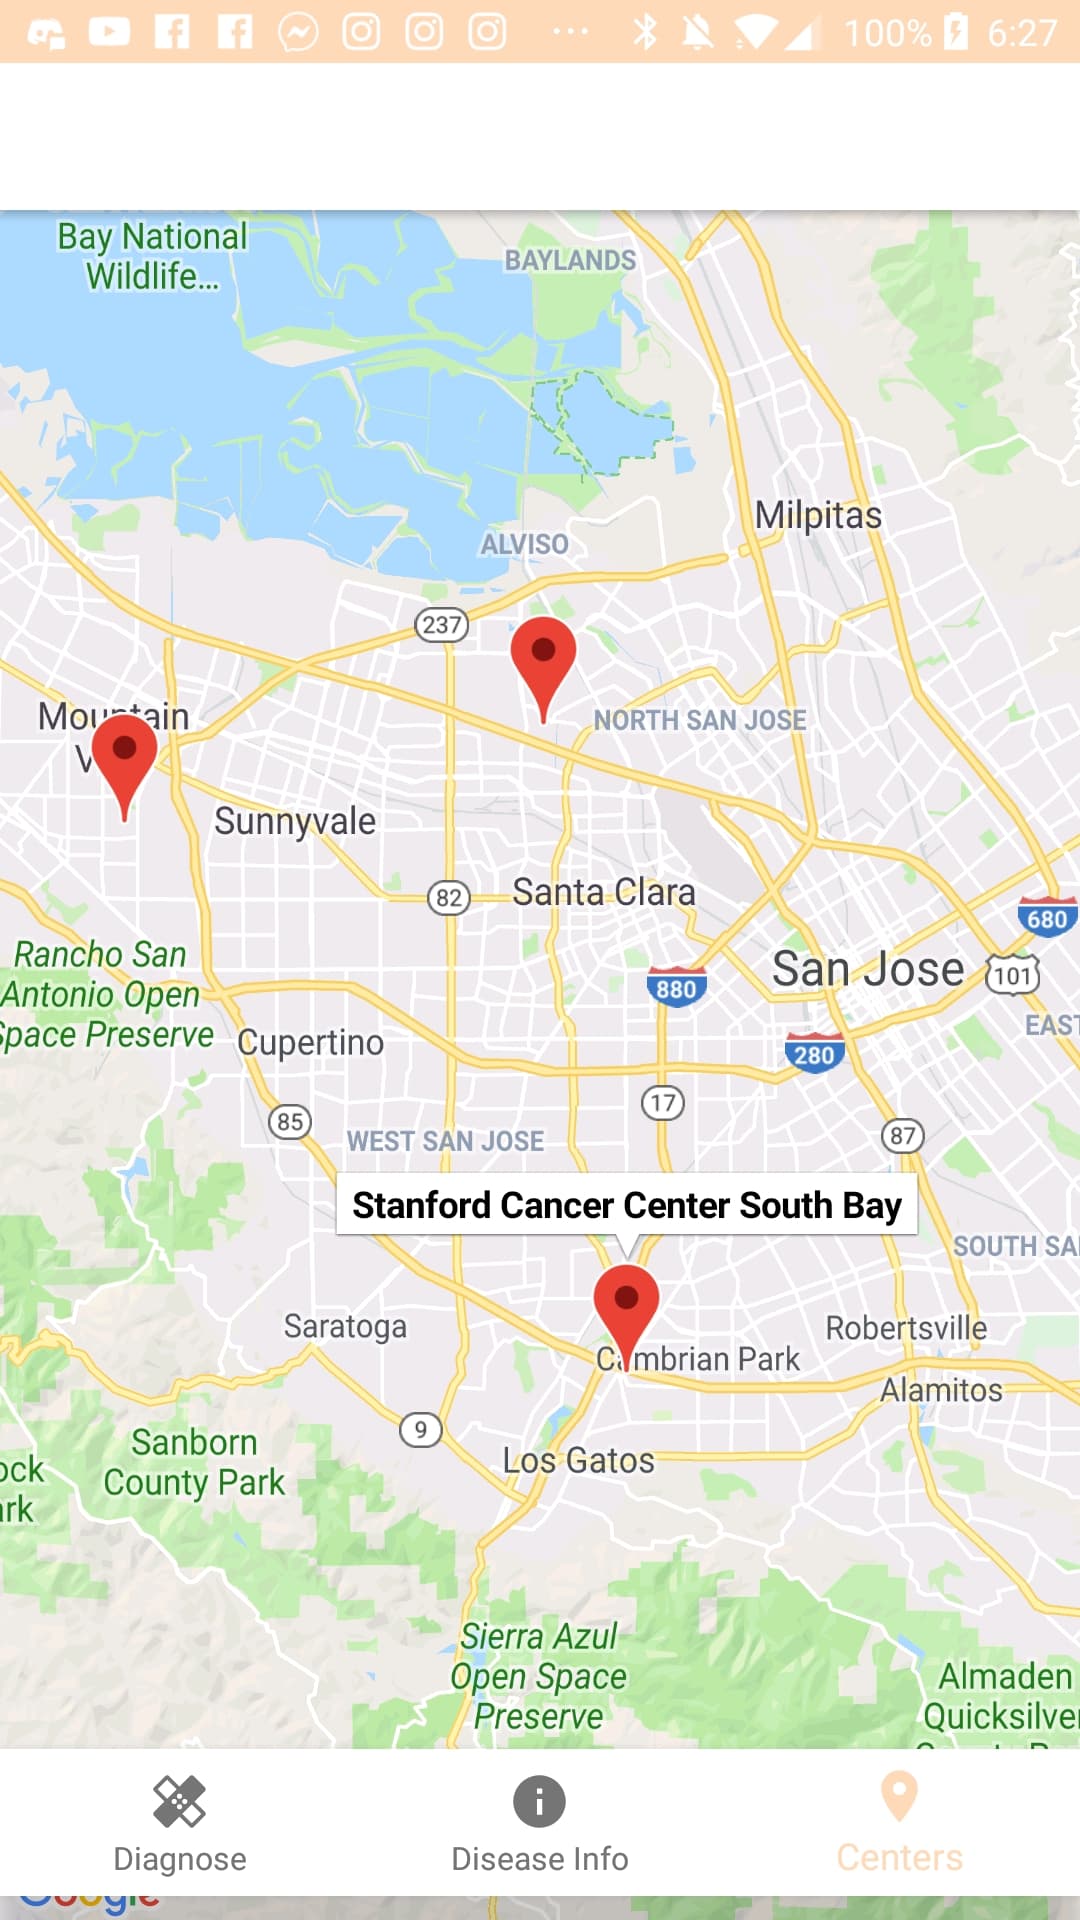 100% 6:27
Bay National
Wildlife...
BAYLANDS
Milpitas
ALVISO
237
Mountain
NORTH SAN JOSE
Sunnyvale
82
Santa Clara
680
Rancho San
Antonio Open
Space Preserve
San Jose
101
880
EAST
Cupertino
280
17
85
87
WEST SAN JOSE
Stanford Cancer Center South Bay
SOUTH SA
Saratoga
Robertsville
Cambrian Park
Alamitos
9
Sanborn
County Park
Los Gatos
ock
ark
Sierra Azul
Open Space
Preserve
Almaden
Quicksilver
Diagnose
Disease Info
Centers
Google